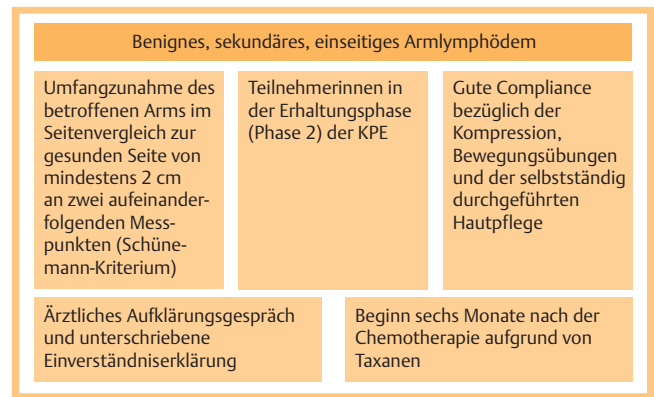 Benignes, sekundäres, einseitiges Armlymphödem
Umfangzunahme des
betroffenen Arms im
Seitenvergleich zur
gesunden Seite von
mindestens 2 cm
an zwei aufeinander-
folgenden Mess-
punkten (Schüne-
mann-Kriterium)
Teilnehmerinnen in
der Erhaltungsphase
(Phase 2) der KPE
Gute Compliance
bezüglich der
Kompression,
Bewegungsübungen
und der selbstständig
durchgeführten
Hautpflege
Ärztliches Aufklärungsgespräch
und unterschriebene
Einverständniserklärung
Beginn sechs Monate nach der
Chemotherapie aufgrund von
Taxanen